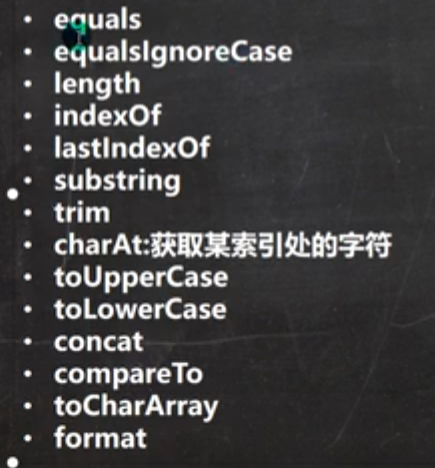 equals
equalsIgnoreCase
length
indexOf
lastIndexOf
substring
trim
charAt:获取某索引处的字符
toUpperCase
toLowerCase
concat
compareTo
toCharArray
format